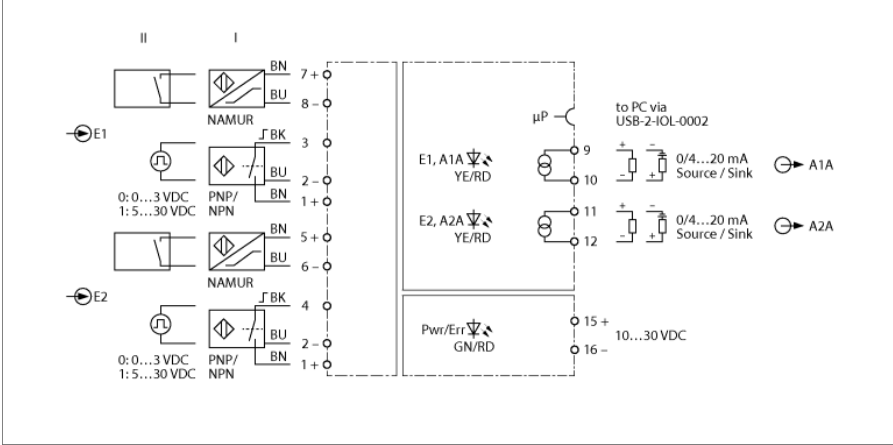 II I
BN 7 +
BU 8 –
NAMUR
E1
BK 3
BU 2 –
BN 1 +
0: 0…3 VDC
1: 5…30 VDC
PNP/
NPN
BN 5 +
BU 6 –
NAMUR
E2
BK 4
BU 2 –
BN 1 +
0: 0…3 VDC
1: 5…30 VDC
PNP/
NPN
µP
to PC via
USB-2-IOL-0002
E1, A1A
YE/RD
9
10
+ – – +
0/4…20 mA
Source / Sink
A1A
E2, A2A
YE/RD
11
12
+ – – +
0/4…20 mA
Source / Sink
A2A
Pwr/Err
GN/RD
15 +
16 –
10…30 VDC